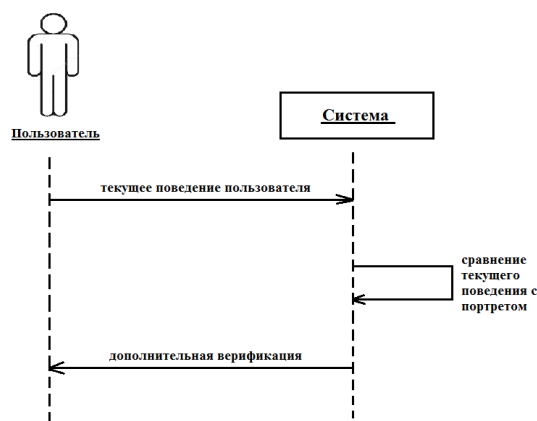 Пользователь
Система
текущее поведение пользователя
сравнение
текущего
поведения с
портретом
дополнительная верификация